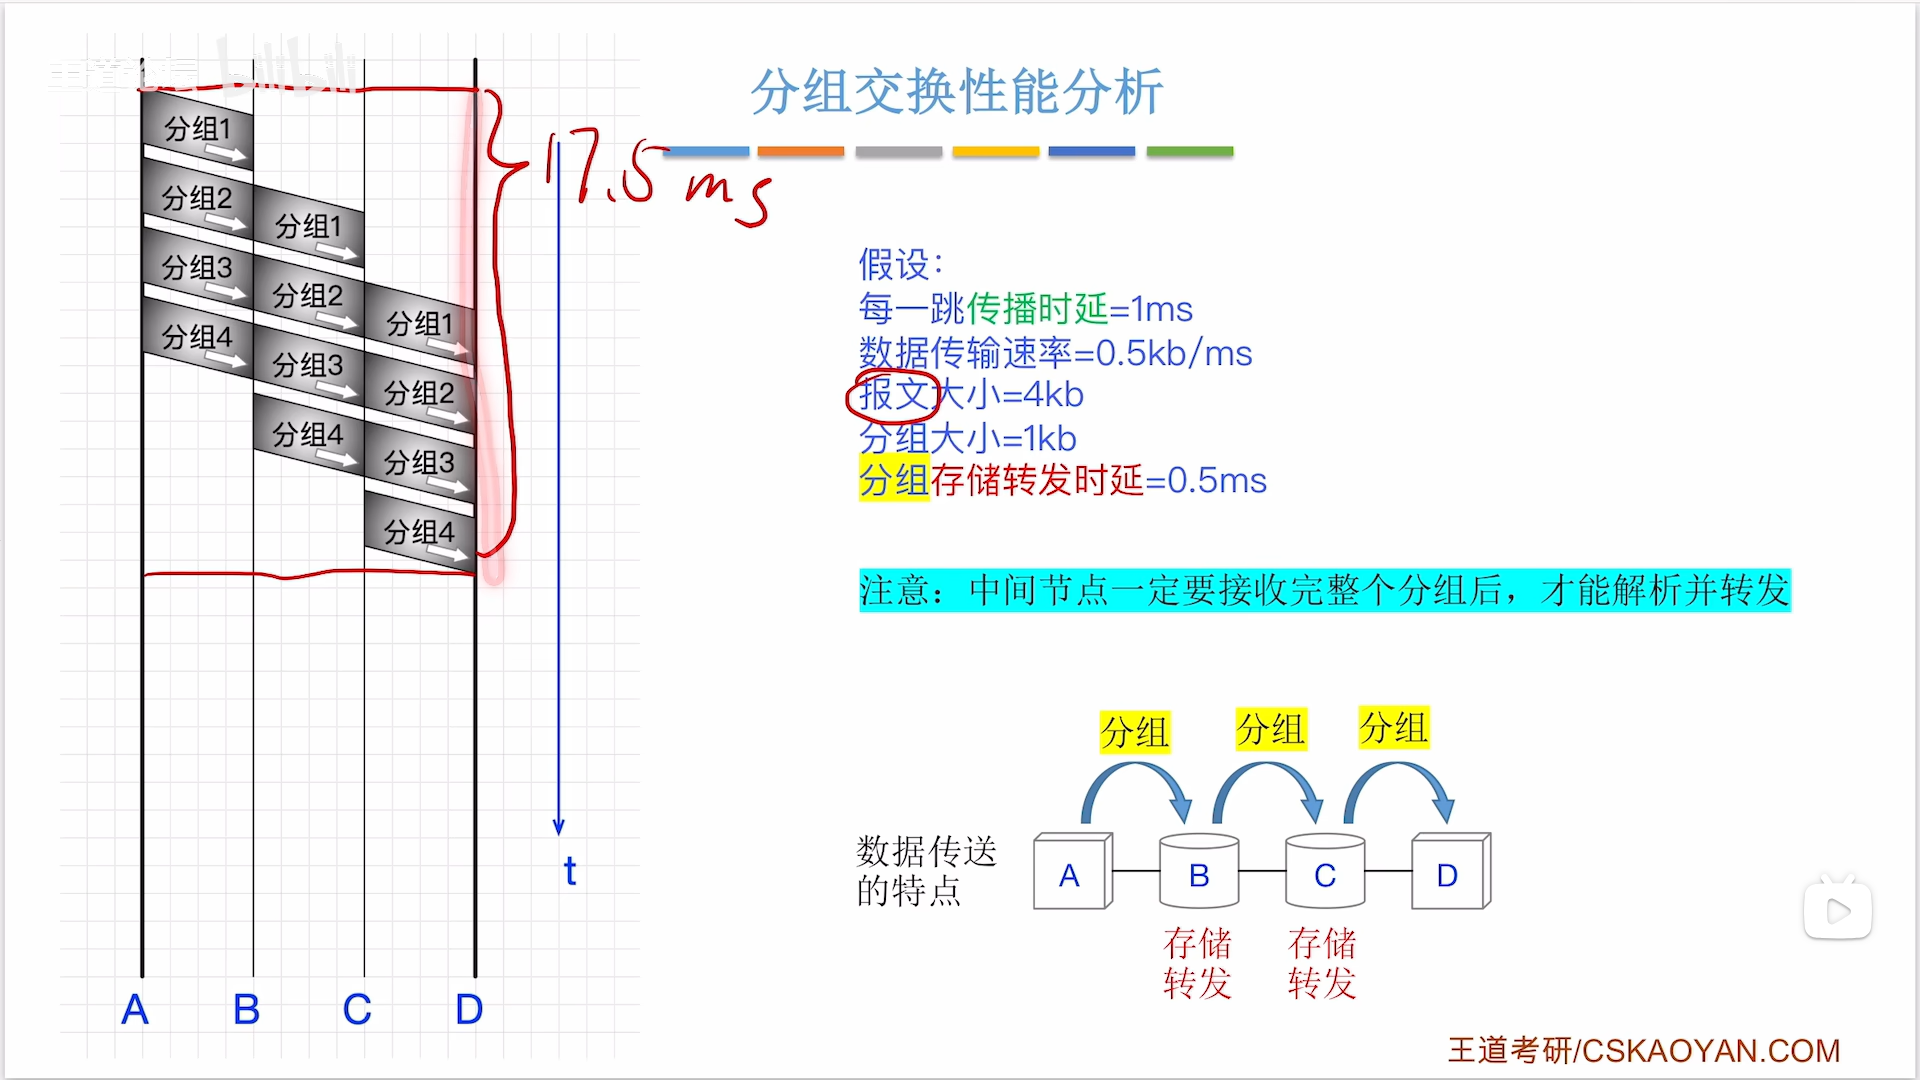 王道论坛 bilibili
分组交换性能分析
17.5 ms
分组1
分组2 分组1
分组3 分组2 分组1
分组4 分组3 分组2
分组4 分组3
分组4
t
A B C D
假设：
每一跳传播时延=1ms
数据传输速率=0.5kb/ms
报文大小=4kb
分组大小=1kb
分组存储转发时延=0.5ms
注意：中间节点一定要接收完整个分组后，才能解析并转发
分组 分组 分组
数据传送
的特点
A B C D
存储 存储
转发 转发
王道考研/CSKAOYAN.COM